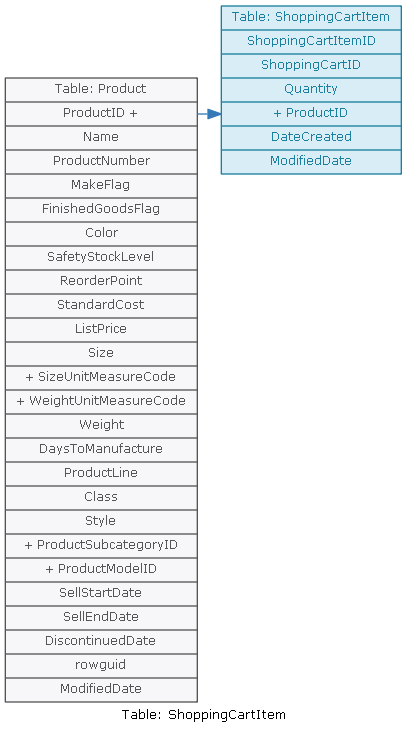 Table: ShoppingCartItem
ShoppingCartItemID
ShoppingCartID
Quantity
+ ProductID
DateCreated
ModifiedDate
Table: Product
ProductID +
Name
ProductNumber
MakeFlag
FinishedGoodsFlag
Color
SafetyStockLevel
ReorderPoint
StandardCost
ListPrice
Size
+ SizeUnitMeasureCode
+ WeightUnitMeasureCode
Weight
DaysToManufacture
ProductLine
Class
Style
+ ProductSubcategoryID
+ ProductModelID
SellStartDate
SellEndDate
DiscontinuedDate
rowguid
ModifiedDate
Table: ShoppingCartItem